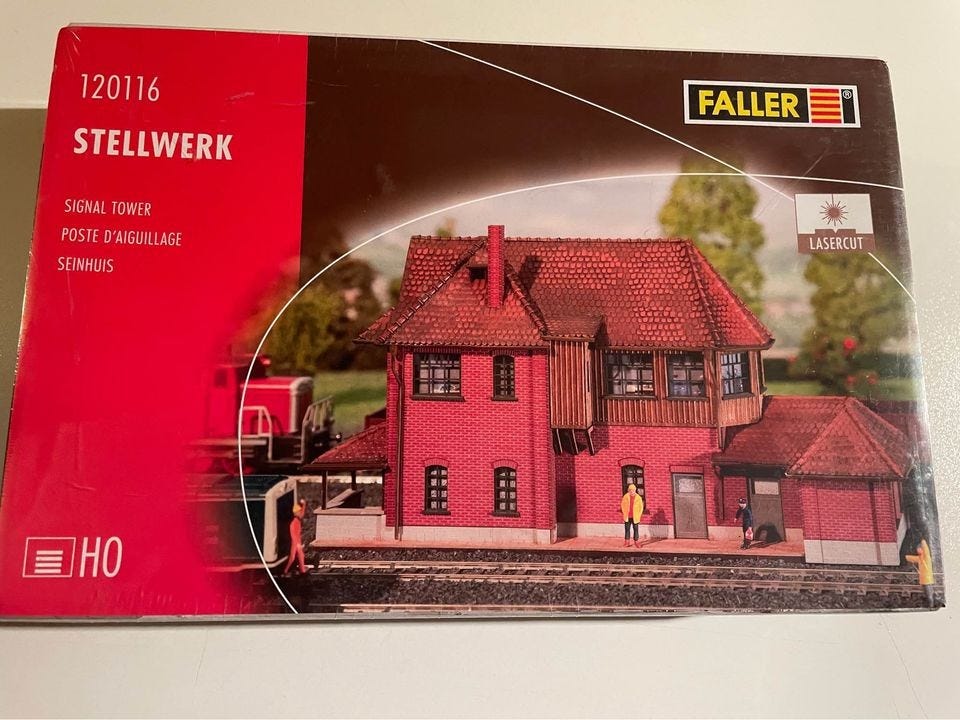 120116
STELLWERK
SIGNAL TOWER
POSTE D'AIGUILLAGE
SEINHUIS
FALLER ®
LASERCUT
HO